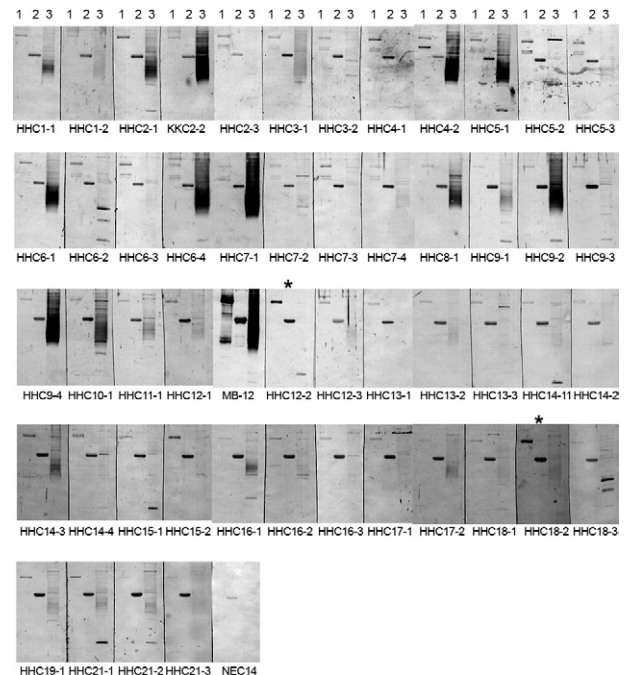 1 2 3 1 2 3 1 2 3 1 2 3 1 2 3 1 2 3 1 2 3 1 2 3 1 2 3 1 2 3 1 2 3 1 2 3
HHC1-1 HHC1-2 HHC2-1 KKC2-2 HHC2-3 HHC3-1 HHC3-2 HHC4-1 HHC4-2 HHC5-1 HHC5-2 HHC5-3
HHC6-1 HHC6-2 HHC6-3 HHC6-4 HHC7-1 HHC7-2 HHC7-3 HHC7-4 HHC8-1 HHC9-1 HHC9-2 HHC9-3
*
HHC9-4 HHC10-1 HHC11-1 HHC12-1 MB-12 HHC12-2 HHC12-3 HHC13-1 HHC13-2 HHC13-3 HHC14-11 HHC14-2
*
HHC14-3 HHC14-4 HHC15-1 HHC15-2 HHC16-1 HHC16-2 HHC16-3 HHC17-1 HHC17-2 HHC18-1 HHC18-2 HHC18-3
HHC19-1 HHC21-1 HHC21-2 HHC21-3 NEC14